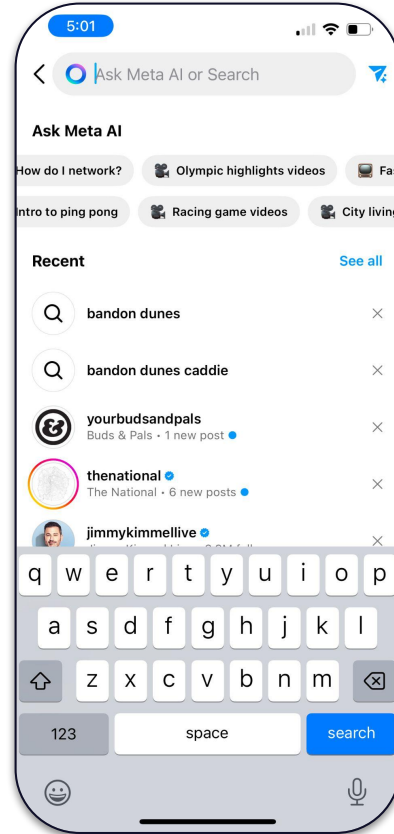 5:01
Ask Meta AI or Search
Ask Meta AI
How do I network?
Olympic highlights videos
Fa
Intro to ping pong
Racing game videos
City living
Recent
See all
bandon dunes
bandon dunes caddie
yourbudsandpals
Buds & Pals • 1 new post
thenational
The National • 6 new posts
jimmykimmellive
q w e r t y u i o p
a s d f g h j k l
z x c v b n m
123
space
search